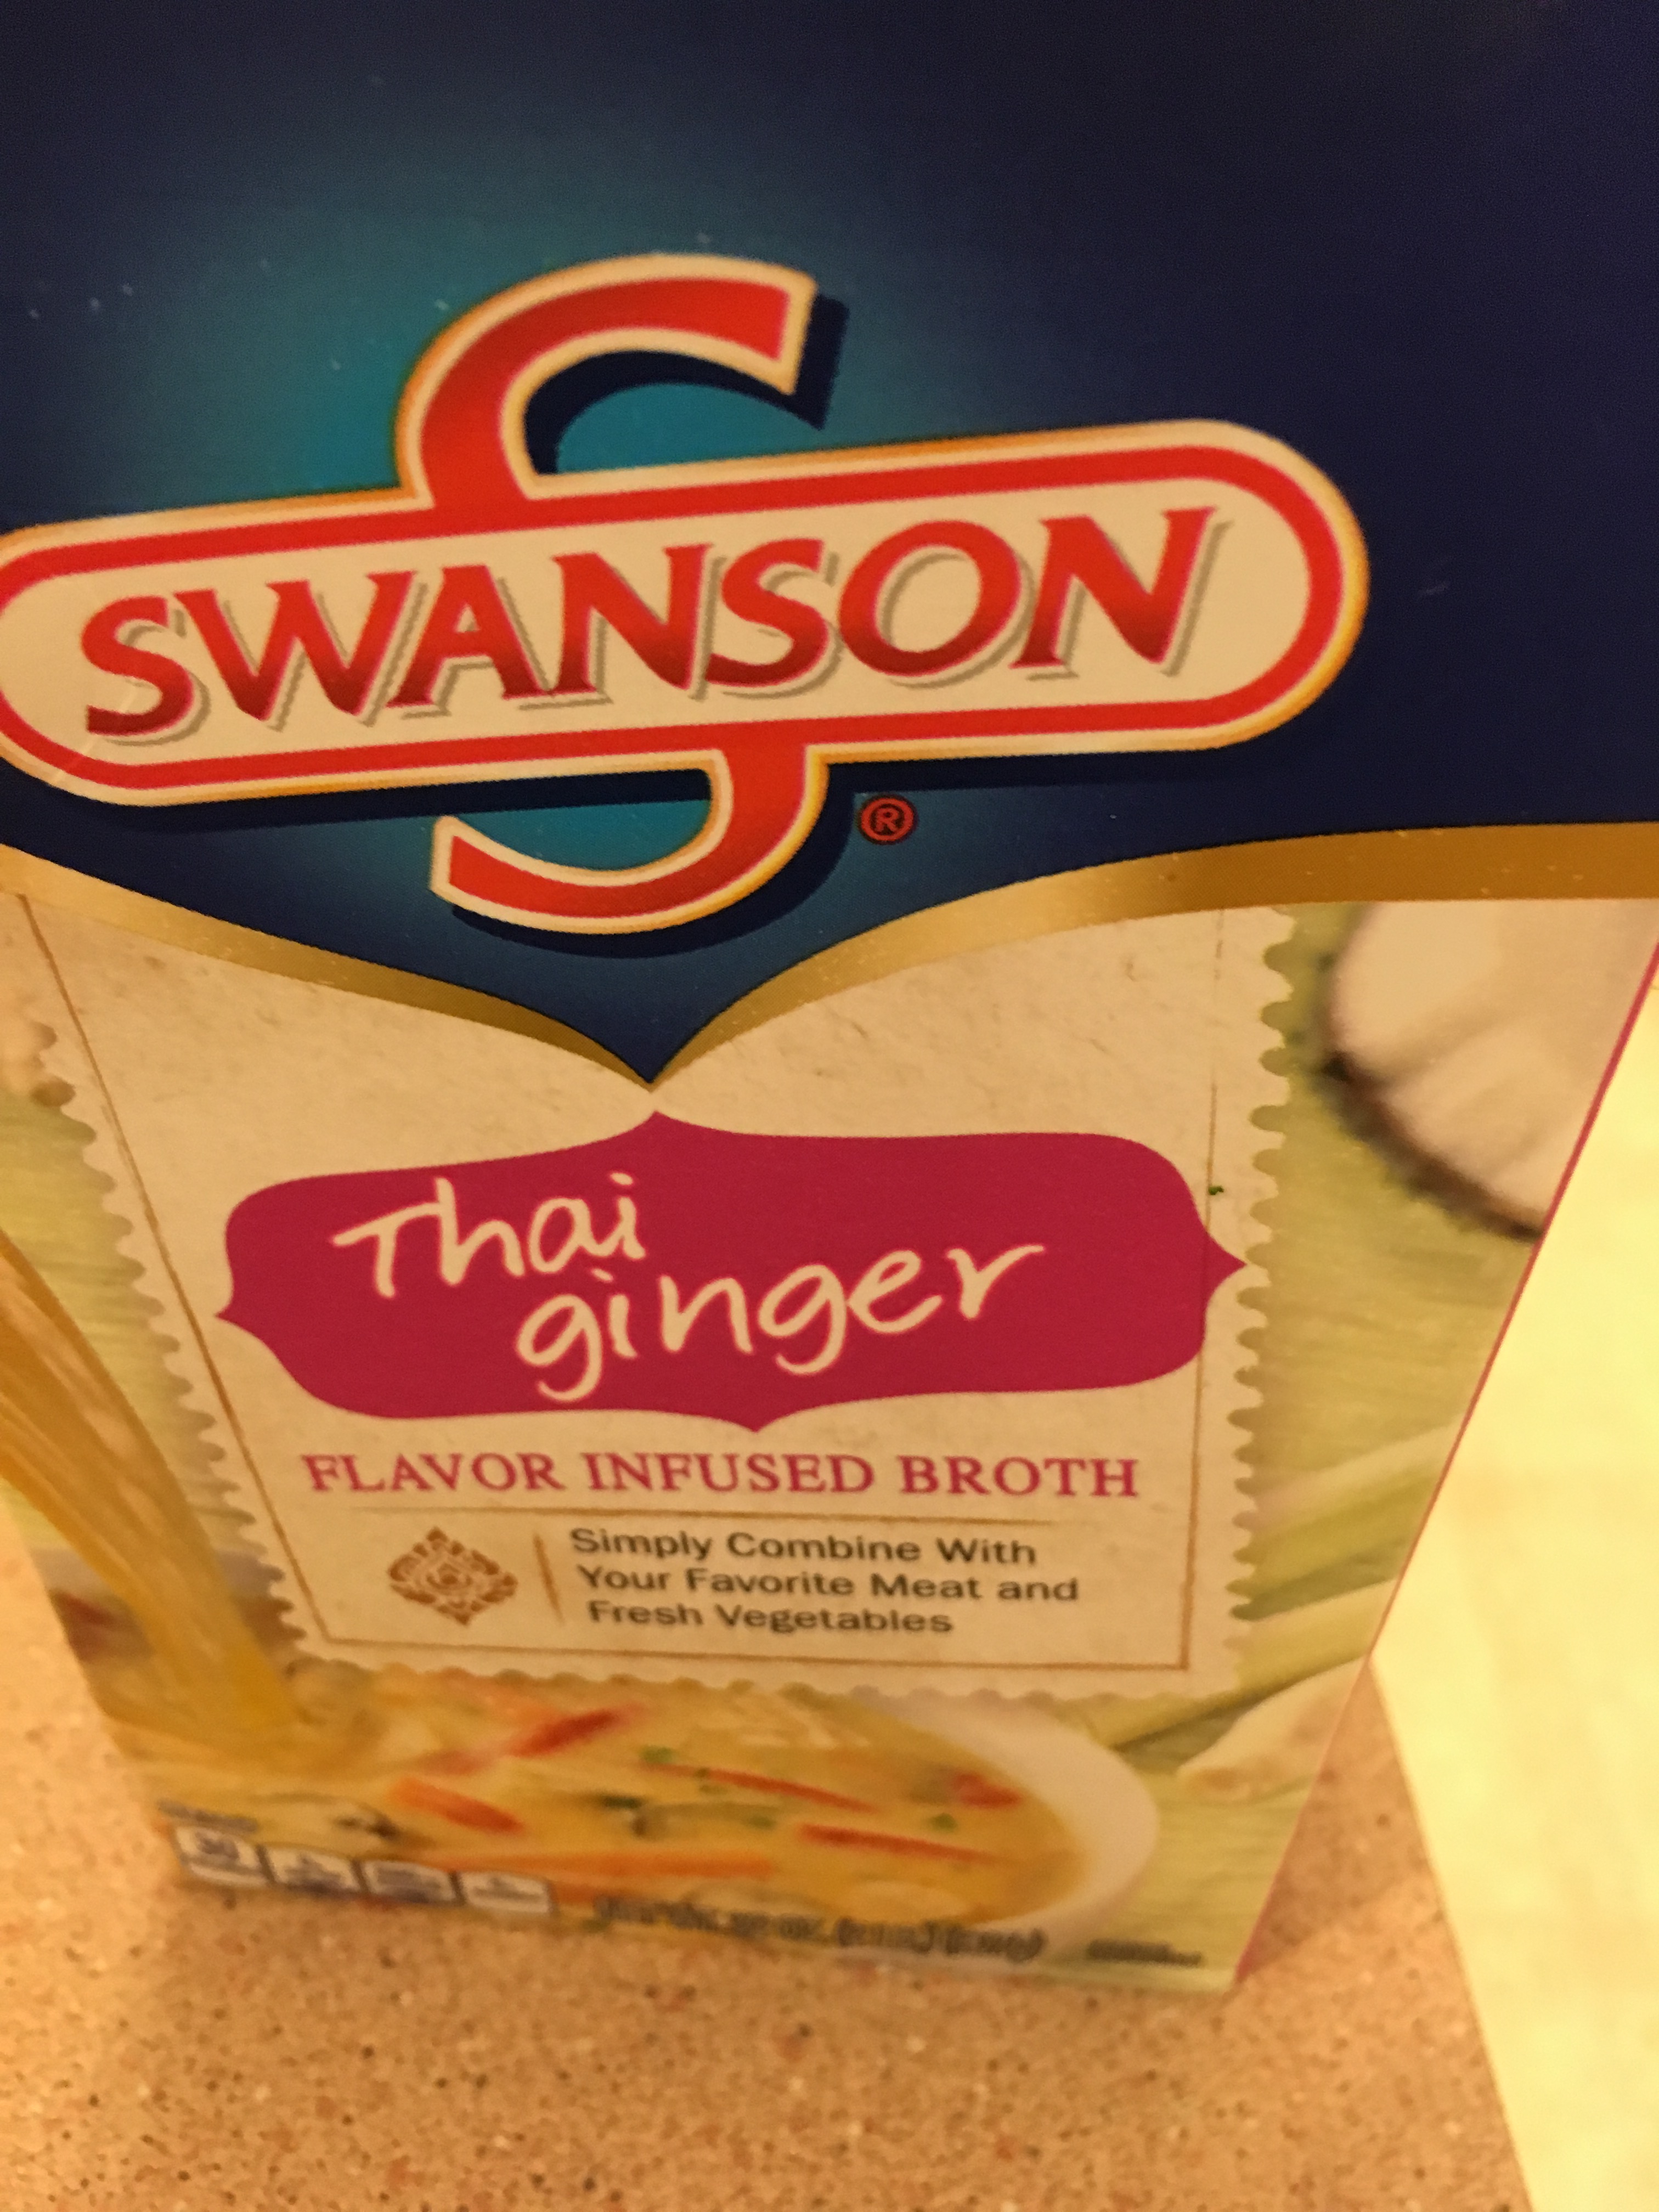 SWANSON
®
Thai
ginger
FLAVOR INFUSED BROTH
Simply Combine With
Your Favorite Meat and
Fresh Vegetables